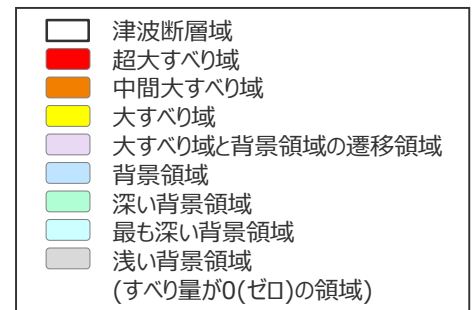 津波断層域
超大すべり域
中間大すべり域
大すべり域
大すべり域と背景領域の遷移領域
背景領域
深い背景領域
最も深い背景領域
浅い背景領域
(すべり量が0(ゼロ)の領域)